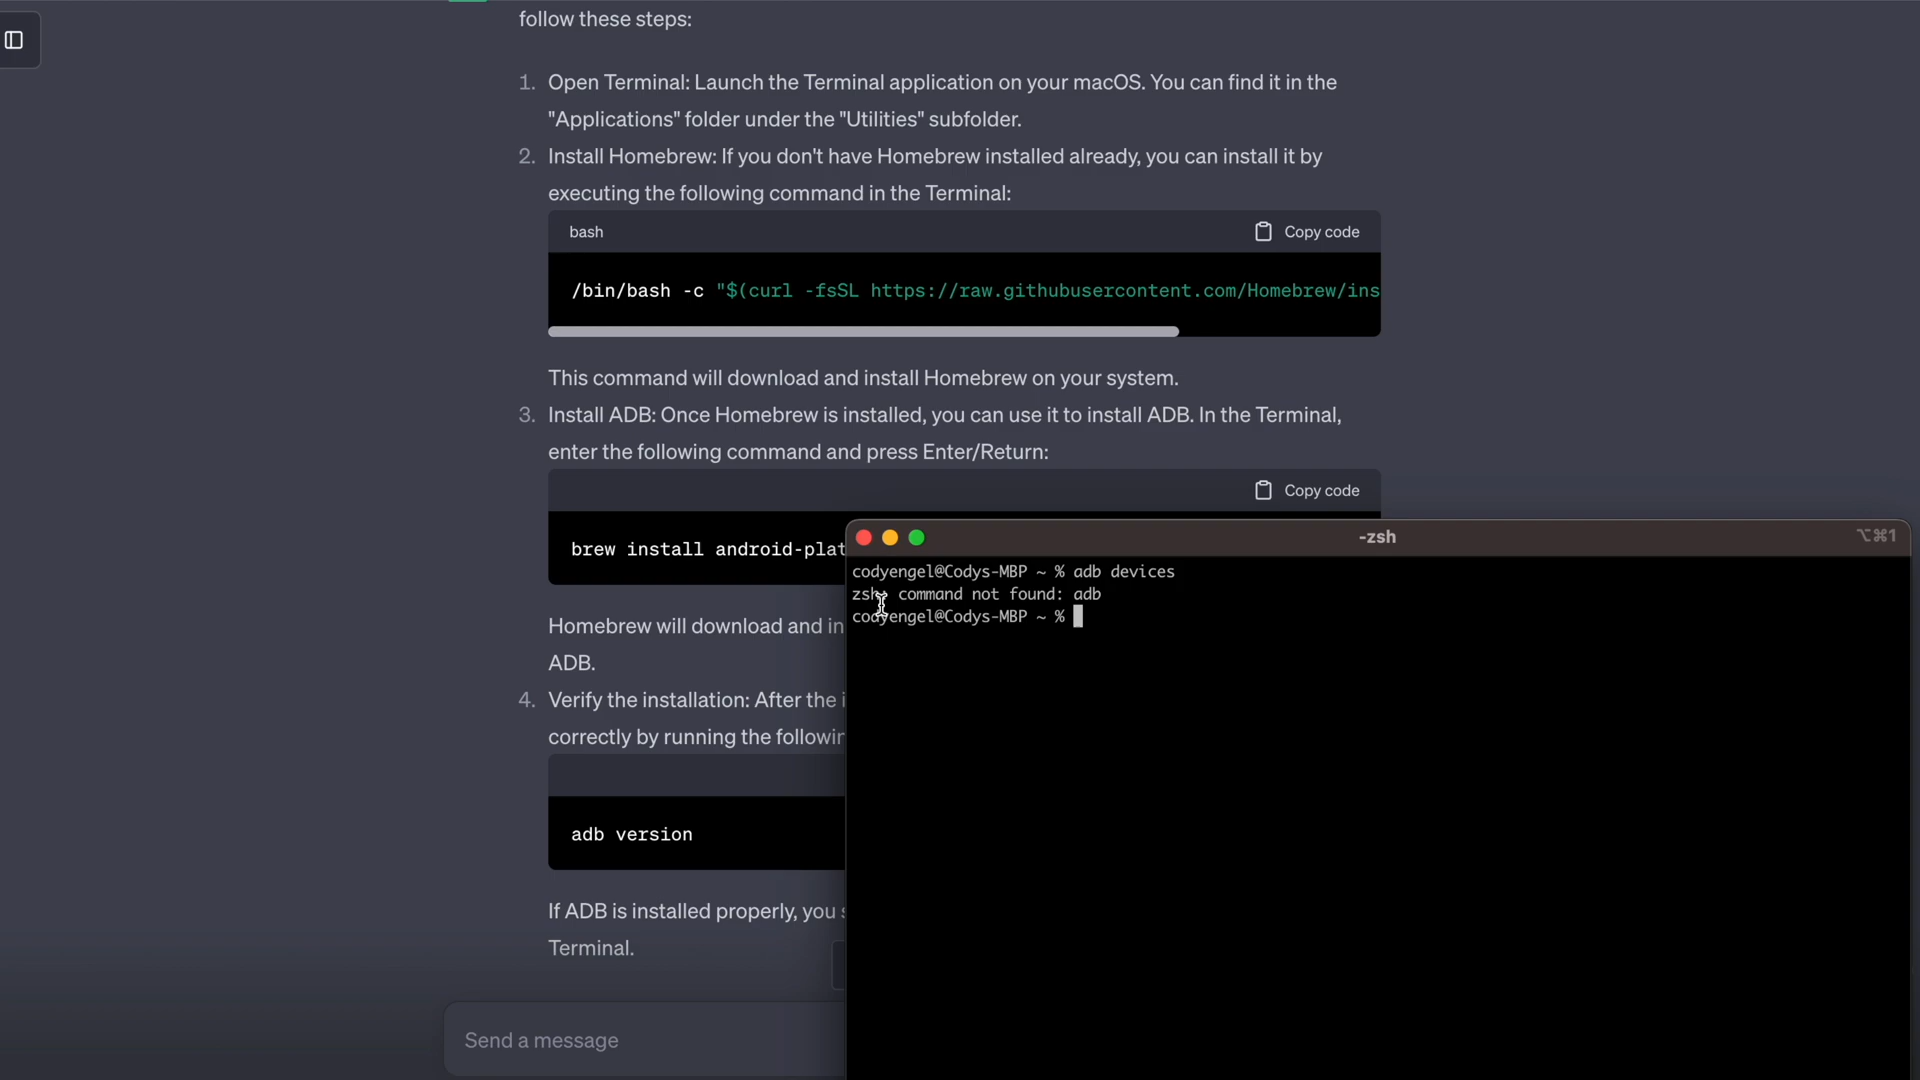 follow these steps:
1. Open Terminal: Launch the Terminal application on your macOS. You can find it in the
"Applications" folder under the "Utilities" subfolder.
2. Install Homebrew: If you don't have Homebrew installed already, you can install it by
executing the following command in the Terminal:
bash
Copy code
/bin/bash -c "$(curl -fsSL https://raw.githubusercontent.com/Homebrew/ins
This command will download and install Homebrew on your system.
3. Install ADB: Once Homebrew is installed, you can use it to install ADB. In the Terminal,
enter the following command and press Enter/Return:
Copy code
brew install android-plat
Homebrew will download and in
ADB.
4. Verify the installation: After the i
correctly by running the followin
adb version
If ADB is installed properly, you s
Terminal.
Send a message
-zsh
⌥⌘1
codyengel@Codys-MBP ~ % adb devices
zsh: command not found: adb
codyengel@Codys-MBP ~ %